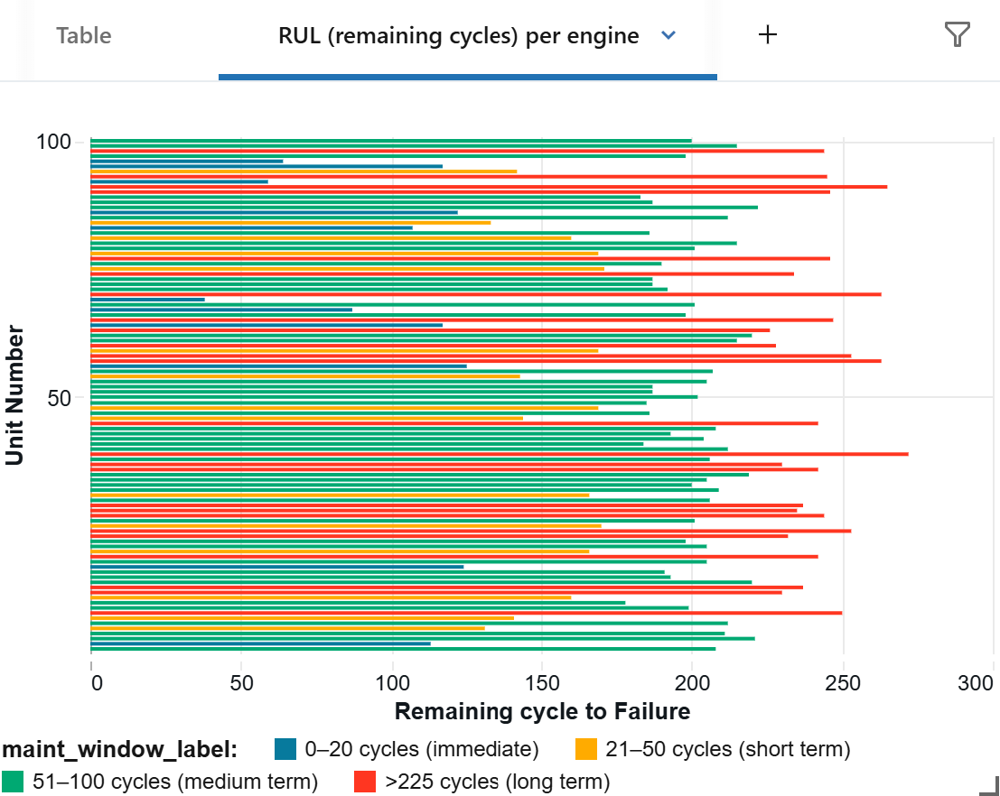 Table RUL (remaining cycles) per engine +
100
50
Unit Number
0 50 100 150 200 250 300
Remaining cycle to Failure
maint_window_label: 0–20 cycles (immediate) 21–50 cycles (short term)
51–100 cycles (medium term) >225 cycles (long term)